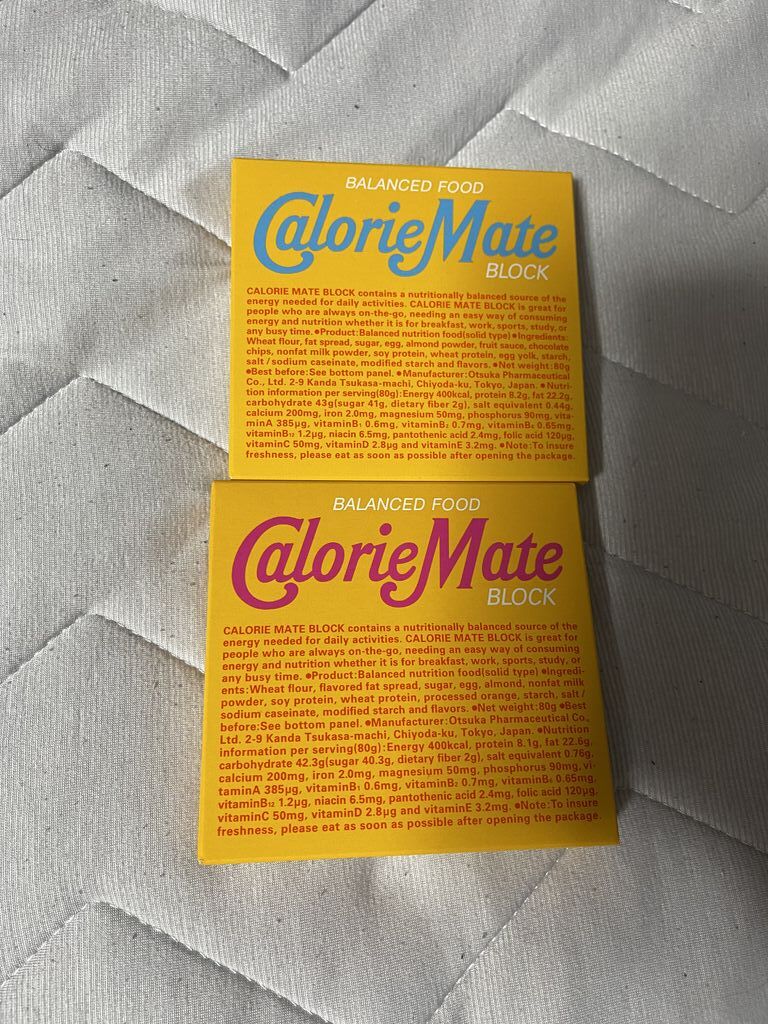 BALANCED FOOD
CalorieMate
BLOCK
CALORIE MATE BLOCK contains a nutritionally balanced source of the
energy needed for daily activities. CALORIE MATE BLOCK is great for
people who are always on-the-go, needing an easy way of consuming
energy and nutrition whether it is for breakfast, work, sports, study, or
any busy time. ●Product:Balanced nutrition food(solid type) ●Ingredients:
Wheat flour, fat spread, sugar, egg, almond powder, fruit sauce, chocolate
chips, nonfat milk powder, soy protein, wheat protein, egg yolk, starch,
salt/sodium caseinate, modified starch and flavors. ●Net weight:80g
●Best before:See bottom panel. ●Manufacturer:Otsuka Pharmaceutical
Co., Ltd. 2-9 Kanda Tsukasa-machi, Chiyoda-ku, Tokyo, Japan. ●Nutri-
tion information per serving(80g):Energy 400kcal, protein 8.2g, fat 22.2g,
carbohydrate 43g(sugar 41g, dietary fiber 2g), salt equivalent 0.44g,
calcium 200mg, iron 2.0mg, magnesium 50mg, phosphorus 90mg, vita-
minA 385μg, vitaminB₁ 0.6mg, vitaminB₂ 0.7mg, vitaminB₆ 0.65mg,
vitaminB₁₂ 1.2μg, niacin 6.5mg, pantothenic acid 2.4mg, folic acid 120μg,
vitaminC 50mg, vitaminD 2.8μg and vitaminE 3.2mg. ●Note:To insure
freshness, please eat as soon as possible after opening the package.
BALANCED FOOD
CalorieMate
BLOCK
CALORIE MATE BLOCK contains a nutritionally balanced source of the
energy needed for daily activities. CALORIE MATE BLOCK is great for
people who are always on-the-go, needing an easy way of consuming
energy and nutrition whether it is for breakfast, work, sports, study, or
any busy time. ●Product:Balanced nutrition food(solid type) ●Ingredi-
ents:Wheat flour, flavored fat spread, sugar, egg, almond, nonfat milk
powder, soy protein, wheat protein, processed orange, starch, salt/
sodium caseinate, modified starch and flavors. ●Net weight:80g ●Best
before:See bottom panel. ●Manufacturer:Otsuka Pharmaceutical Co.,
Ltd. 2-9 Kanda Tsukasa-machi, Chiyoda-ku, Tokyo, Japan. ●Nutrition
information per serving(80g):Energy 400kcal, protein 8.1g, fat 22.6g,
carbohydrate 42.3g(sugar 40.3g, dietary fiber 2g), salt equivalent 0.76g,
calcium 200mg, iron 2.0mg, magnesium 50mg, phosphorus 90mg, vi-
taminA 385μg, vitaminB₁ 0.6mg, vitaminB₂ 0.7mg, vitaminB₆ 0.65mg,
vitaminB₁₂ 1.2μg, niacin 6.5mg, pantothenic acid 2.4mg, folic acid 120μg,
vitaminC 50mg, vitaminD 2.8μg and vitaminE 3.2mg. ●Note:To insure
freshness, please eat as soon as possible after opening the package.